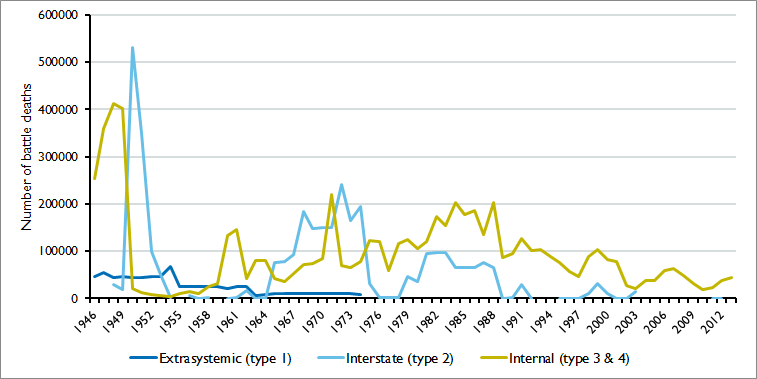 600000
500000
400000
300000
200000
100000
0
Number of battle deaths
1946 1949 1952 1955 1958 1961 1964 1967 1970 1973 1976 1979 1982 1985 1988 1991 1994 1997 2000 2003 2006 2009 2012
Extrasystemic (type 1) Interstate (type 2) Internal (type 3 & 4)